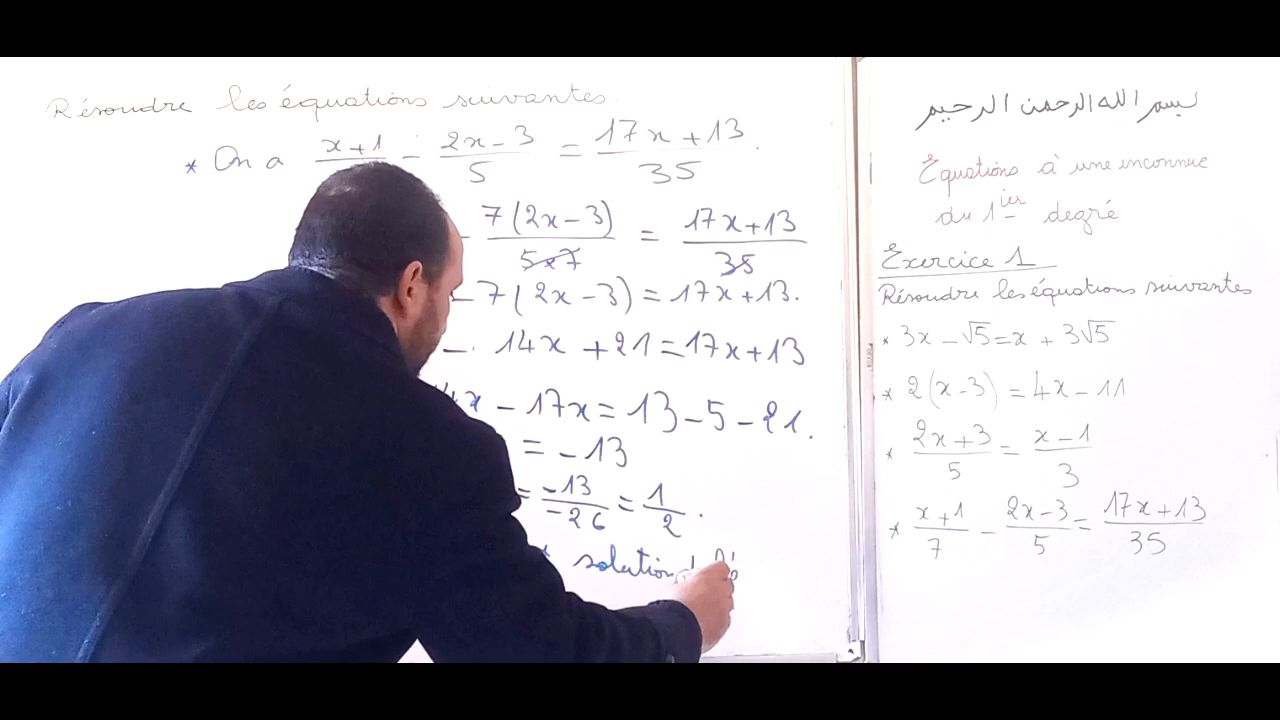 Résoudre les équations suivantes.
* On a x+1 - 2x-3/5 = 17x+13/35.
- 7(2x-3)/5×7 = 17x+13/35
- 7(2x-3) = 17x+13.
- 14x +21 = 17x+13
x - 17x = 13 - 5 - 21.
= -13
= -13/-26 = 1/2.
solution
بسم الله الرحمن الرحيم
Equations à une inconnue
du 1ier degré
Exercice 1
Résoudre les équations suivantes
* 3x - √5 = x + 3√5
* 2(x-3) = 4x - 11
* 2x+3/5 = x-1/3
* x+1/7 - 2x-3/5 = 17x+13/35